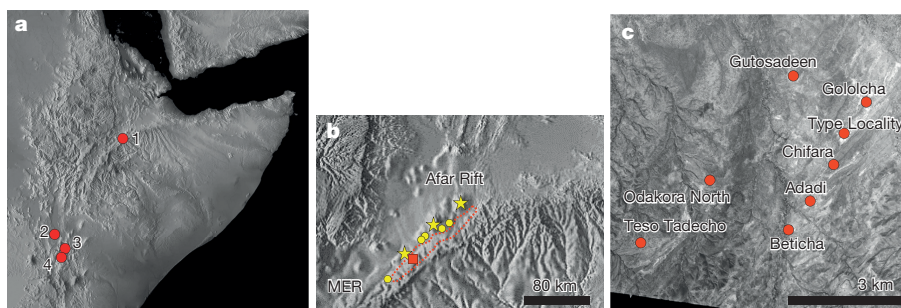 a
1
2
3
4
b
Afar Rift
MER
80 km
c
Gutosadeen
Gololcha
Type Locality
Chifara
Odakora North
Adadi
Teso Tadecho
Beticha
3 km